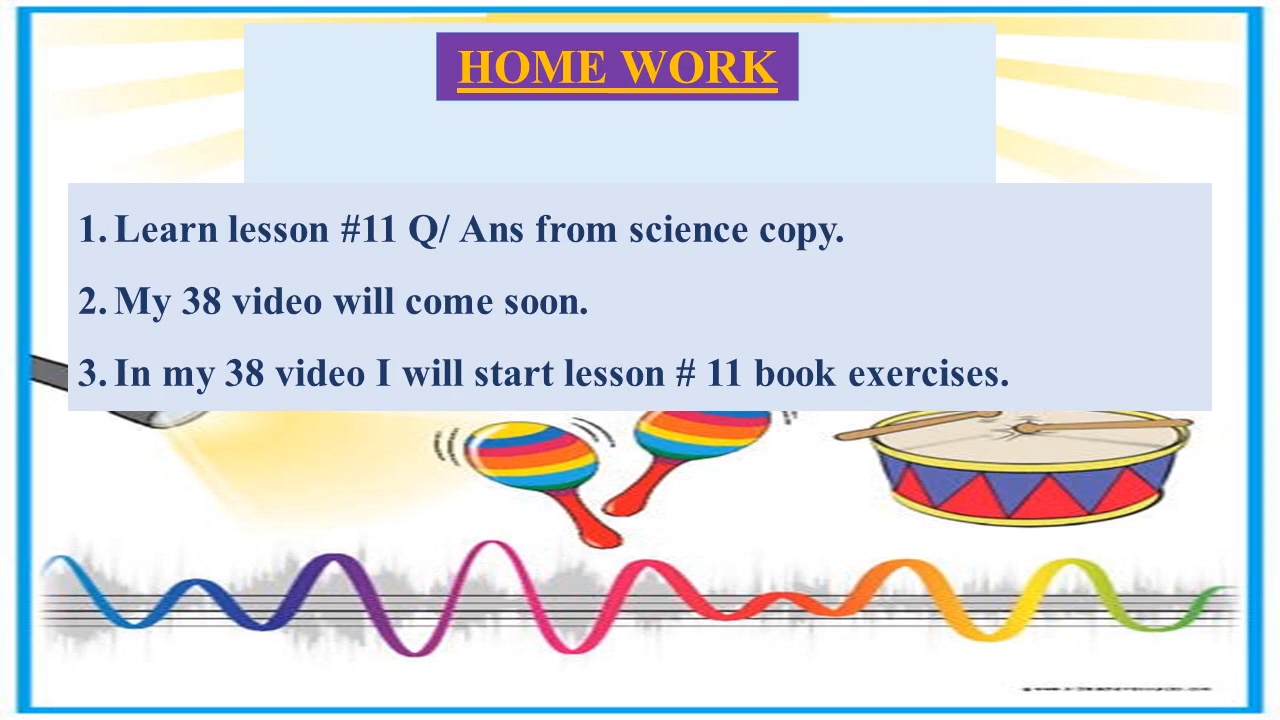 HOME WORK
1. Learn lesson #11 Q/ Ans from science copy.
2. My 38 video will come soon.
3. In my 38 video I will start lesson # 11 book exercises.